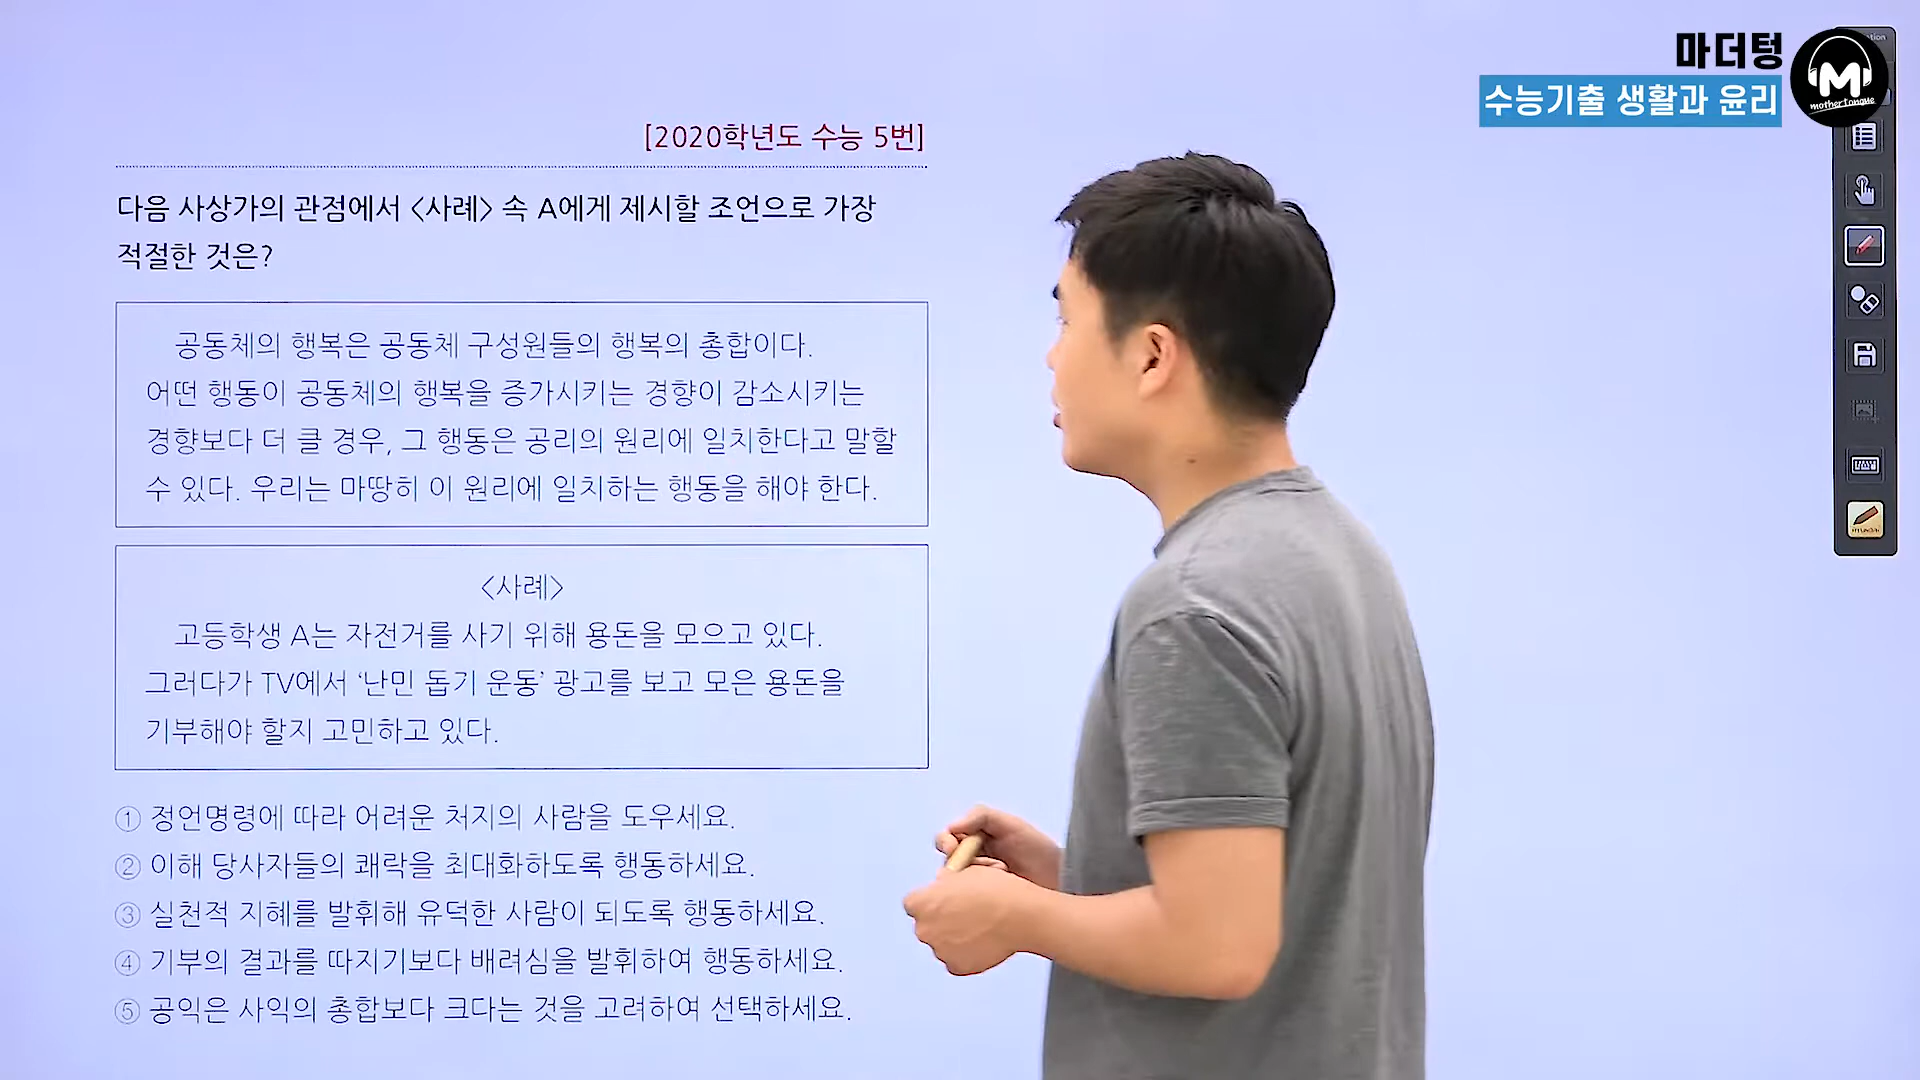 마더텅
수능기출 생활과 윤리
M
mothertongue
[2020학년도 수능 5번]
다음 사상가의 관점에서 <사례> 속 A에게 제시할 조언으로 가장
적절한 것은?
공동체의 행복은 공동체 구성원들의 행복의 총합이다.
어떤 행동이 공동체의 행복을 증가시키는 경향이 감소시키는
경향보다 더 클 경우, 그 행동은 공리의 원리에 일치한다고 말할
수 있다. 우리는 마땅히 이 원리에 일치하는 행동을 해야 한다.
<사례>
고등학생 A는 자전거를 사기 위해 용돈을 모으고 있다.
그러다가 TV에서 ‘난민 돕기 운동’ 광고를 보고 모은 용돈을
기부해야 할지 고민하고 있다.
① 정언명령에 따라 어려운 처지의 사람을 도우세요.
② 이해 당사자들의 쾌락을 최대화하도록 행동하세요.
③ 실천적 지혜를 발휘해 유덕한 사람이 되도록 행동하세요.
④ 기부의 결과를 따지기보다 배려심을 발휘하여 행동하세요.
⑤ 공익은 사익의 총합보다 크다는 것을 고려하여 선택하세요.